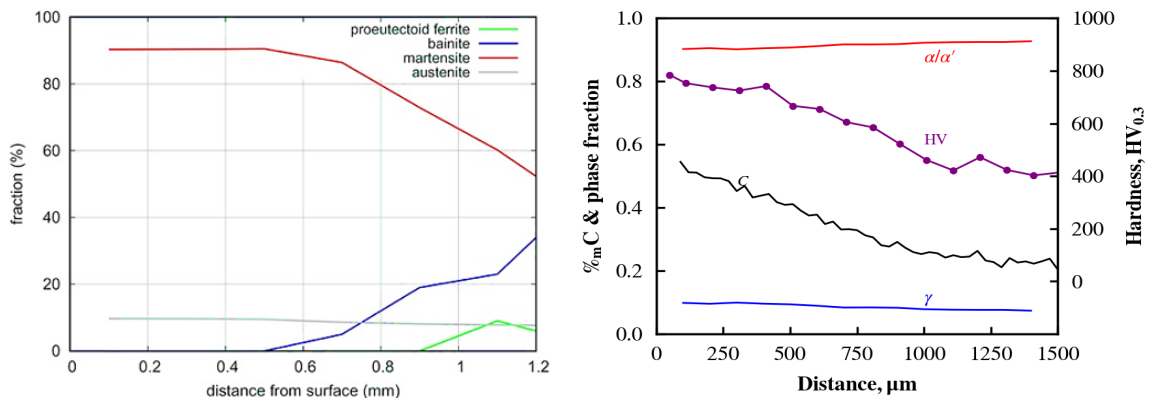 100
80
60
40
20
0
fraction (%)
proeutectoid ferrite
bainite
martensite
austenite
0 0.2 0.4 0.6 0.8 1 1.2
distance from surface (mm)
1.0
0.8
0.6
0.4
0.2
0.0
%mC & phase fraction
α/α′
HV
C
γ
1000
800
600
400
200
0
Hardness, HV0.3
0 250 500 750 1000 1250 1500
Distance, µm